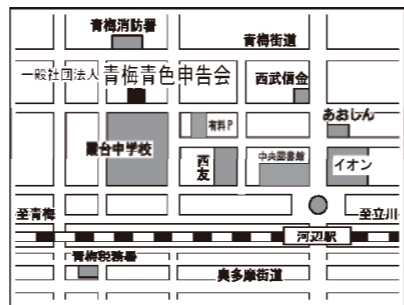 青梅消防署
青梅街道
一般社団法人 青梅青色申告会
西武信金
有料P
あおしん
霞台中学校
西友
中央図書館
イオン
至青梅
至立川
河辺駅
青梅税務署
奥多摩街道